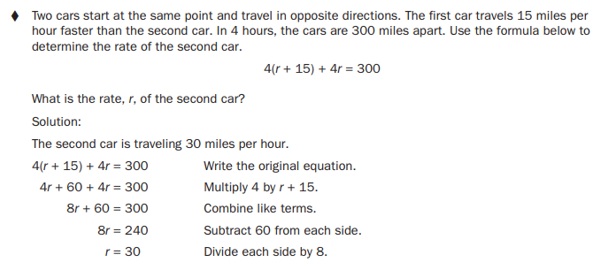 ♦ Two cars start at the same point and travel in opposite directions. The first car travels 15 miles per
hour faster than the second car. In 4 hours, the cars are 300 miles apart. Use the formula below to
determine the rate of the second car.
4(r + 15) + 4r = 300
What is the rate, r, of the second car?
Solution:
The second car is traveling 30 miles per hour.
4(r + 15) + 4r = 300 Write the original equation.
4r + 60 + 4r = 300 Multiply 4 by r + 15.
8r + 60 = 300 Combine like terms.
8r = 240 Subtract 60 from each side.
r = 30 Divide each side by 8.